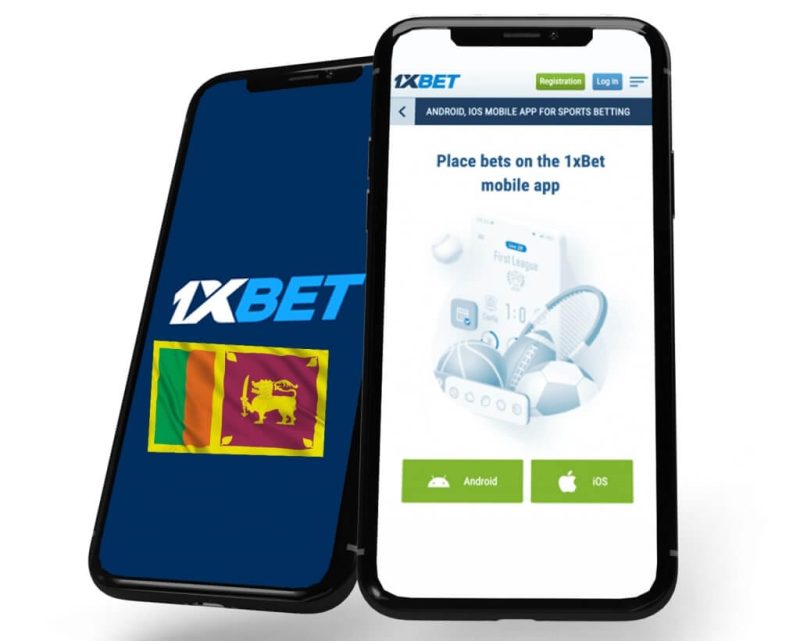 1XBET
1XBET
Registration
Log in
ANDROID, IOS MOBILE APP FOR SPORTS BETTING
Place bets on the 1xBet
mobile app
First League
1:0
Android
iOS